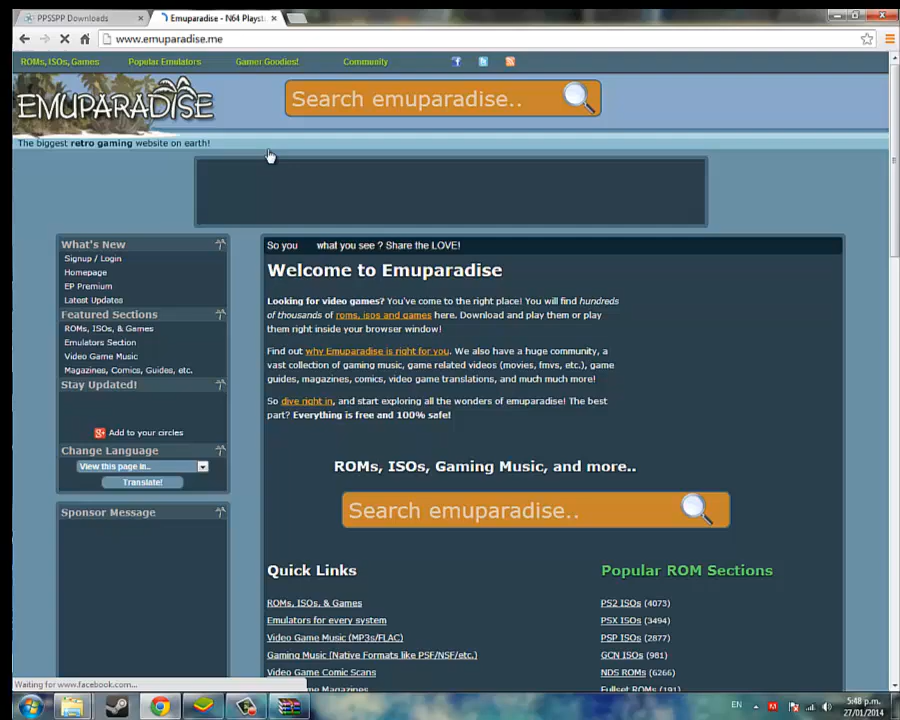 PPSSPP Downloads
Emuparadise - N64 Playst
www.emuparadise.me
ROMs, ISOs, Games
Popular Emulators
Gamer Goodies!
Community
EMUPARADISE
Search emuparadise..
The biggest retro gaming website on earth!
What's New
Signup / Login
Homepage
EP Premium
Latest Updates
Featured Sections
ROMs, ISOs, & Games
Emulators Section
Video Game Music
Magazines, Comics, Guides, etc.
Stay Updated!
Add to your circles
Change Language
View this page in..
Translate!
Sponsor Message
So you what you see ? Share the LOVE!
Welcome to Emuparadise
Looking for video games? You've come to the right place! You will find hundreds
of thousands of roms, isos and games here. Download and play them or play
them right inside your browser window!
Find out why Emuparadise is right for you. We also have a huge community, a
vast collection of gaming music, game related videos (movies, fmvs, etc.), game
guides, magazines, comics, video game translations, and much much more!
So dive right in, and start exploring all the wonders of emuparadise! The best
part? Everything is free and 100% safe!
ROMs, ISOs, Gaming Music, and more..
Search emuparadise..
Quick Links
ROMs, ISOs, & Games
Emulators for every system
Video Game Music (MP3s/FLAC)
Gaming Music (Native Formats like PSF/NSF/etc.)
Video Game Comic Scans
Game Magazines
Popular ROM Sections
PS2 ISOs (4073)
PSX ISOs (3494)
PSP ISOs (2877)
GCN ISOs (981)
NDS ROMs (6266)
Fullset ROMs (191)
Waiting for www.facebook.com...
EN
5:48 p.m.
27/01/2014